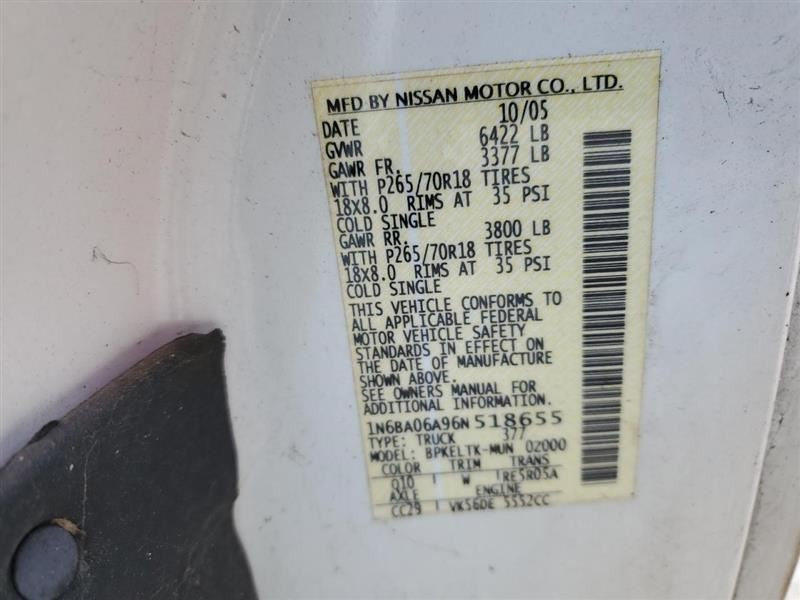 MFD BY NISSAN MOTOR CO., LTD.
DATE 10/05
GVWR 6422 LB
GAWR FR. 3377 LB
WITH P265/70R18 TIRES
18X8.0 RIMS AT 35 PSI
COLD SINGLE
GAWR RR. 3800 LB
WITH P265/70R18 TIRES
18X8.0 RIMS AT 35 PSI
COLD SINGLE
THIS VEHICLE CONFORMS TO
ALL APPLICABLE FEDERAL
MOTOR VEHICLE SAFETY
STANDARDS IN EFFECT ON
THE DATE OF MANUFACTURE
SHOWN ABOVE.
SEE OWNERS MANUAL FOR
ADDITIONAL INFORMATION.
1N6BA06A96N518655
TYPE: TRUCK 377
MODEL: BPKELTK-MUN 02000
COLOR TRIM TRANS
Q10 W RE5R05A
AXLE ENGINE
CC29 VK56DE 5552CC